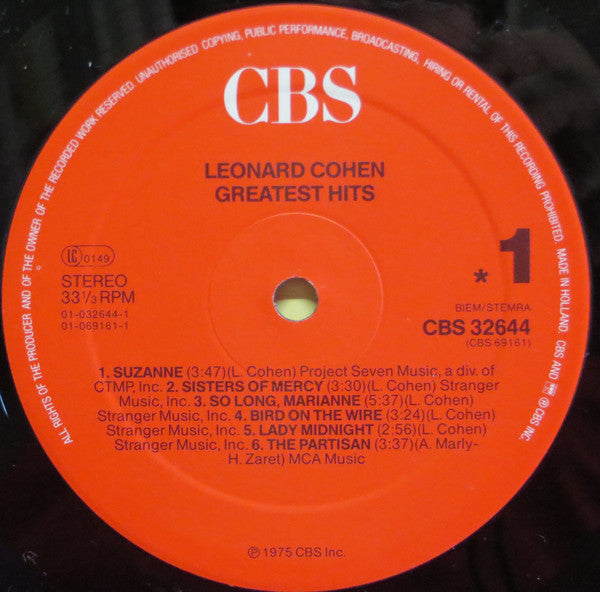 ALL RIGHTS OF THE PRODUCER AND OF THE OWNER OF THE RECORDED WORK RESERVED. UNAUTHORISED COPYING, PUBLIC PERFORMANCE, BROADCASTING, HIRING OR RENTAL OF THIS RECORDING PROHIBITED. MADE IN HOLLAND. CBS AND ℗ CBS INC.
CBS
LEONARD COHEN
GREATEST HITS
LC 0149
STEREO
33 1/3 RPM
01-032644-1
01-069161-1
* 1
BIEM/STEMRA
CBS 32644
(CBS 69161)
1. SUZANNE (3:47)(L. Cohen) Project Seven Music, a div. of
CTMP, Inc. 2. SISTERS OF MERCY (3:30)(L. Cohen) Stranger
Music, Inc. 3. SO LONG, MARIANNE (5:37)(L. Cohen)
Stranger Music, Inc. 4. BIRD ON THE WIRE (3:24)(L. Cohen)
Stranger Music, Inc. 5. LADY MIDNIGHT (2:56)(L. Cohen)
Stranger Music, Inc. 6. THE PARTISAN (3:37)(A. Marly-
H. Zaret) MCA Music
℗ 1975 CBS Inc.